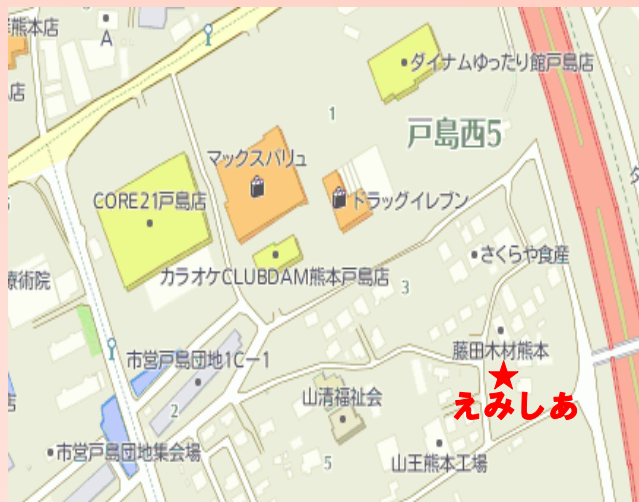 熊本店
A
店
ダイナムゆったり館戸島店
1
戸島西5
マックスバリュ
CORE21戸島店
ドラッグイレブン
さくらや食産
カラオケCLUBDAM熊本戸島店
療術院
3
藤田木材熊本
市営戸島団地1C-1
えみしあ
山清福祉会
2
店
市営戸島団地集会場
5
山王熊本工場